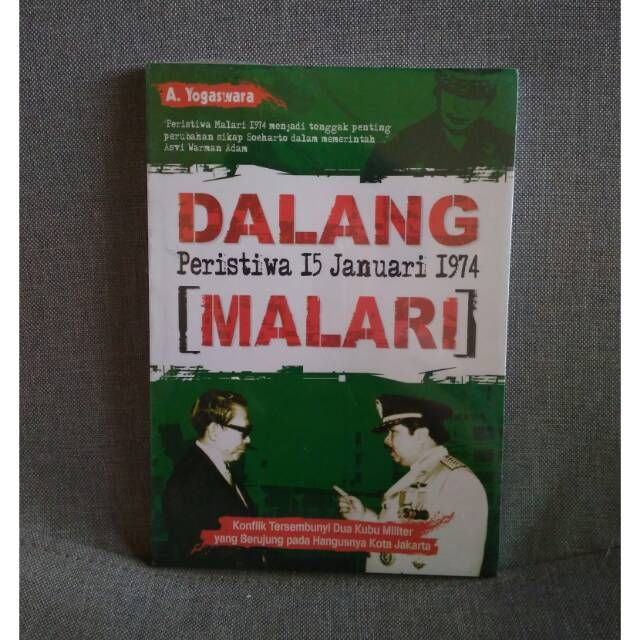 A. Yogaswara
"Peristiwa Malari 1974 menjadi tonggak penting
perubahan sikap Soeharto dalam memerintah
Asvi Warman Adam
DALANG
Peristiwa 15 Januari 1974
[MALARI]
Konflik Tersembunyi Dua Kubu Militer
yang Berujung pada Hangusnya Kota Jakarta